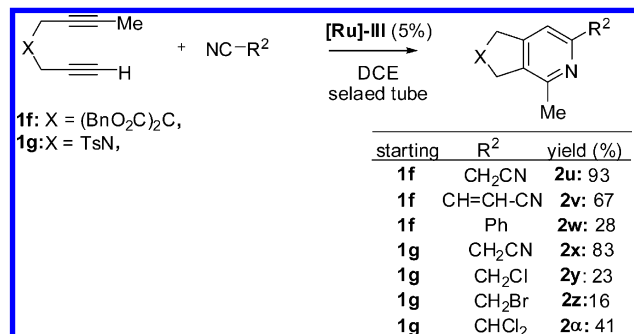 Me
X
H
+ NC–R2 [Ru]-III (5%)
DCE
selaed tube
X R2
N
Me
1f: X = (BnO2C)2C,
1g:X = TsN,
starting R2 yield (%)
1f CH2CN 2u: 93
1f CH=CH-CN 2v: 67
1f Ph 2w: 28
1g CH2CN 2x: 83
1g CH2Cl 2y: 23
1g CH2Br 2z:16
1g CHCl2 2α: 41